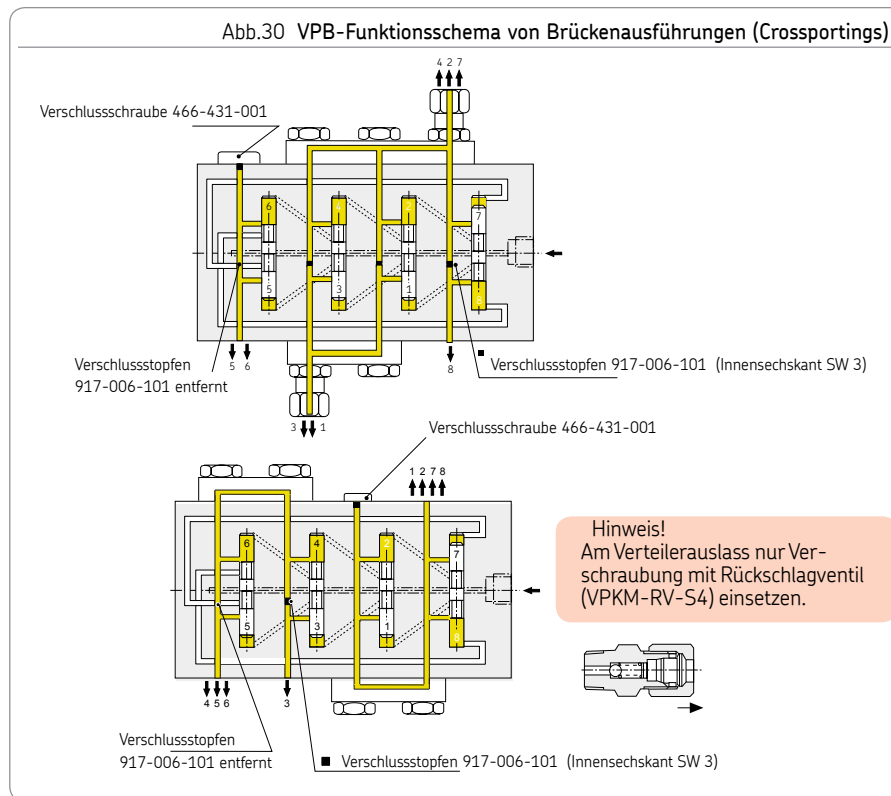 Abb.30 VPB-Funktionsschema von Brückenausführungen (Crossportings)
4 2 7
Verschlussschraube 466-431-001
6 4 2 7
5 3 1 8
Verschlussstopfen
917-006-101 entfernt
5 6
8
Verschlussstopfen 917-006-101 (Innensechskant SW 3)
3 1
Verschlussschraube 466-431-001
1 2 7 8
6 4 2 7
5 3 1 8
Hinweis!
Am Verteilerauslass nur Ver-
schraubung mit Rückschlagventil
(VPKM-RV-S4) einsetzen.
4 5 6
3
Verschlussstopfen
917-006-101 entfernt
Verschlussstopfen 917-006-101 (Innensechskant SW 3)